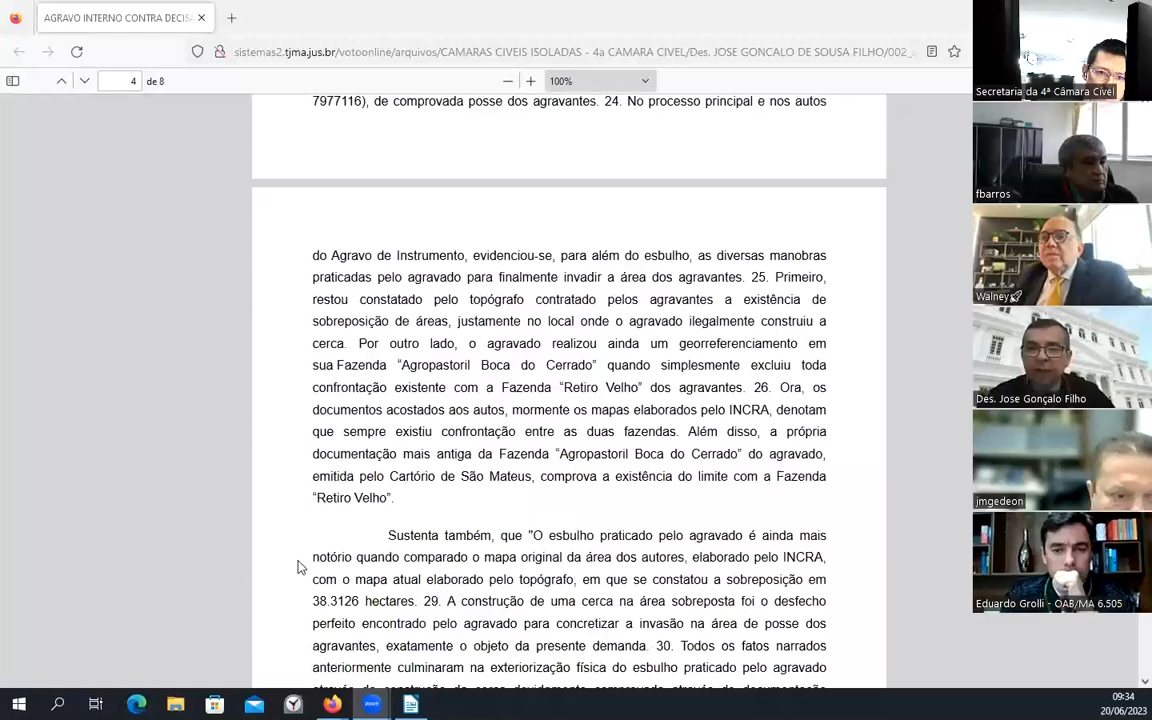 AGRAVO INTERNO CONTRA DECIS
sistemas2.tjma.jus.br/votoonline/arquivos/CAMARAS CIVEIS ISOLADAS - 4a CAMARA CIVEL/Des. JOSE GONCALO DE SOUSA FILHO/002_
4 de 8
100%
7977116), de comprovada posse dos agravantes. 24. No processo principal e nos autos
do Agravo de Instrumento, evidenciou-se, para além do esbulho, as diversas manobras
praticadas pelo agravado para finalmente invadir a área dos agravantes. 25. Primeiro,
restou constatado pelo topógrafo contratado pelos agravantes a existência de
sobreposição de áreas, justamente no local onde o agravado ilegalmente construiu a
cerca. Por outro lado, o agravado realizou ainda um georreferenciamento em
sua Fazenda “Agropastoril Boca do Cerrado” quando simplesmente excluiu toda
confrontação existente com a Fazenda “Retiro Velho” dos agravantes. 26. Ora, os
documentos acostados aos autos, mormente os mapas elaborados pelo INCRA, denotam
que sempre existiu confrontação entre as duas fazendas. Além disso, a própria
documentação mais antiga da Fazenda “Agropastoril Boca do Cerrado” do agravado,
emitida pelo Cartório de São Mateus, comprova a existência do limite com a Fazenda
“Retiro Velho”.
Sustenta também, que "O esbulho praticado pelo agravado é ainda mais
notório quando comparado o mapa original da área dos autores, elaborado pelo INCRA,
com o mapa atual elaborado pelo topógrafo, em que se constatou a sobreposição em
38.3126 hectares. 29. A construção de uma cerca na área sobreposta foi o desfecho
perfeito encontrado pelo agravado para concretizar a invasão na área de posse dos
agravantes, exatamente o objeto da presente demanda. 30. Todos os fatos narrados
anteriormente culminaram na exteriorização física do esbulho praticado pelo agravado
Secretaria da 4ª Câmara Cível
fbarros
Walney
Des. Jose Gonçalo Filho
jmgedeon
Eduardo Grolli - OAB/MA 6.505
zoom
09:34
20/06/2023